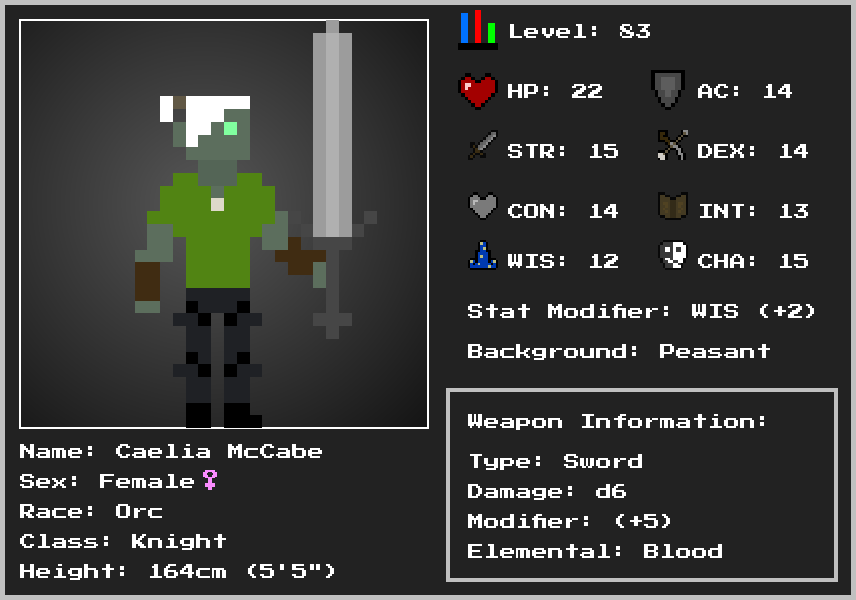 Level: 83
HP: 22 AC: 14
STR: 15 DEX: 14
CON: 14 INT: 13
WIS: 12 CHA: 15
Stat Modifier: WIS (+2)
Background: Peasant
Weapon Information:
Type: Sword
Damage: d6
Modifier: (+5)
Elemental: Blood
Name: Caelia McCabe
Sex: Female♀
Race: Orc
Class: Knight
Height: 164cm (5'5")